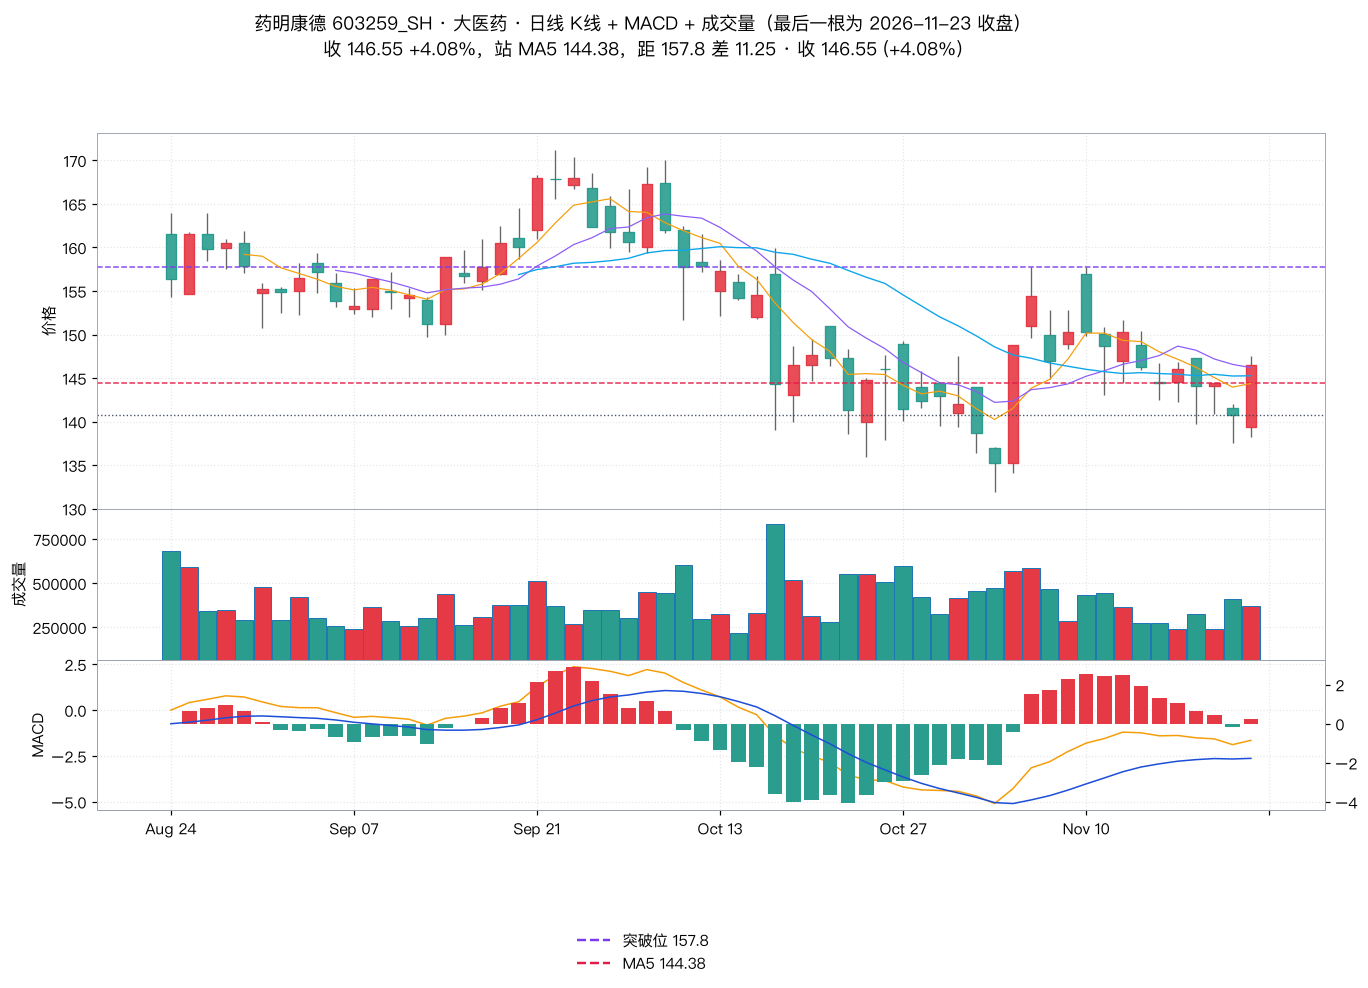 药明康德 603259_SH · 大医药 · 日线 K线 + MACD + 成交量（最后一根为 2026−11−23 收盘）
收 146.55 +4.08%，站 MA5 144.38，距 157.8 差 11.25 · 收 146.55 (+4.08%)
价格
170
165
160
155
150
145
140
135
130
成交量
750000
500000
250000
MACD
2.5
0.0
−2.5
−5.0
2
0
−2
−4
Aug 24
Sep 07
Sep 21
Oct 13
Oct 27
Nov 10
突破位 157.8
MA5 144.38